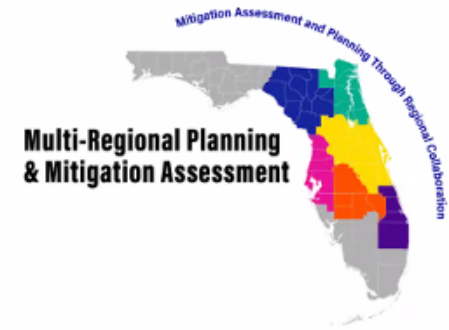 Mitigation Assessment and Planning Through Regional Collaboration
Multi-Regional Planning
& Mitigation Assessment